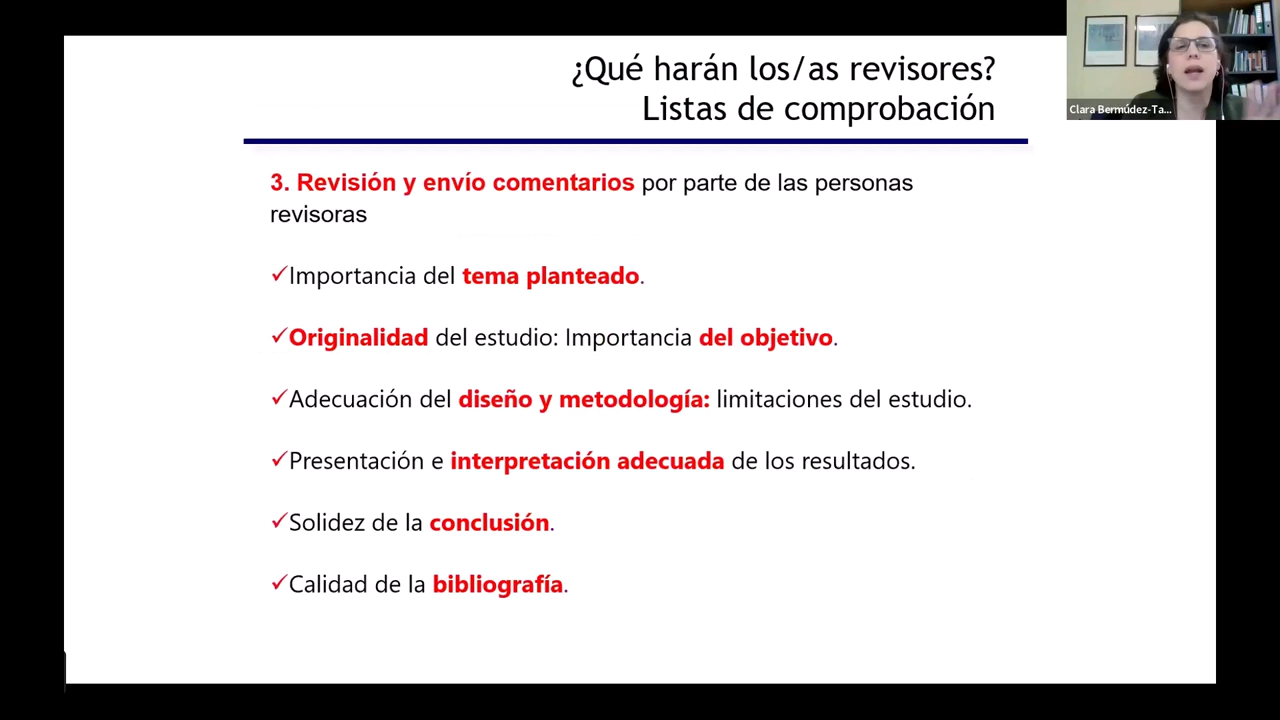 ¿Qué harán los/as revisores?
Listas de comprobación
Clara Bermúdez-Ta...
3. Revisión y envío comentarios por parte de las personas
revisoras
✓Importancia del tema planteado.
✓Originalidad del estudio: Importancia del objetivo.
✓Adecuación del diseño y metodología: limitaciones del estudio.
✓Presentación e interpretación adecuada de los resultados.
✓Solidez de la conclusión.
✓Calidad de la bibliografía.